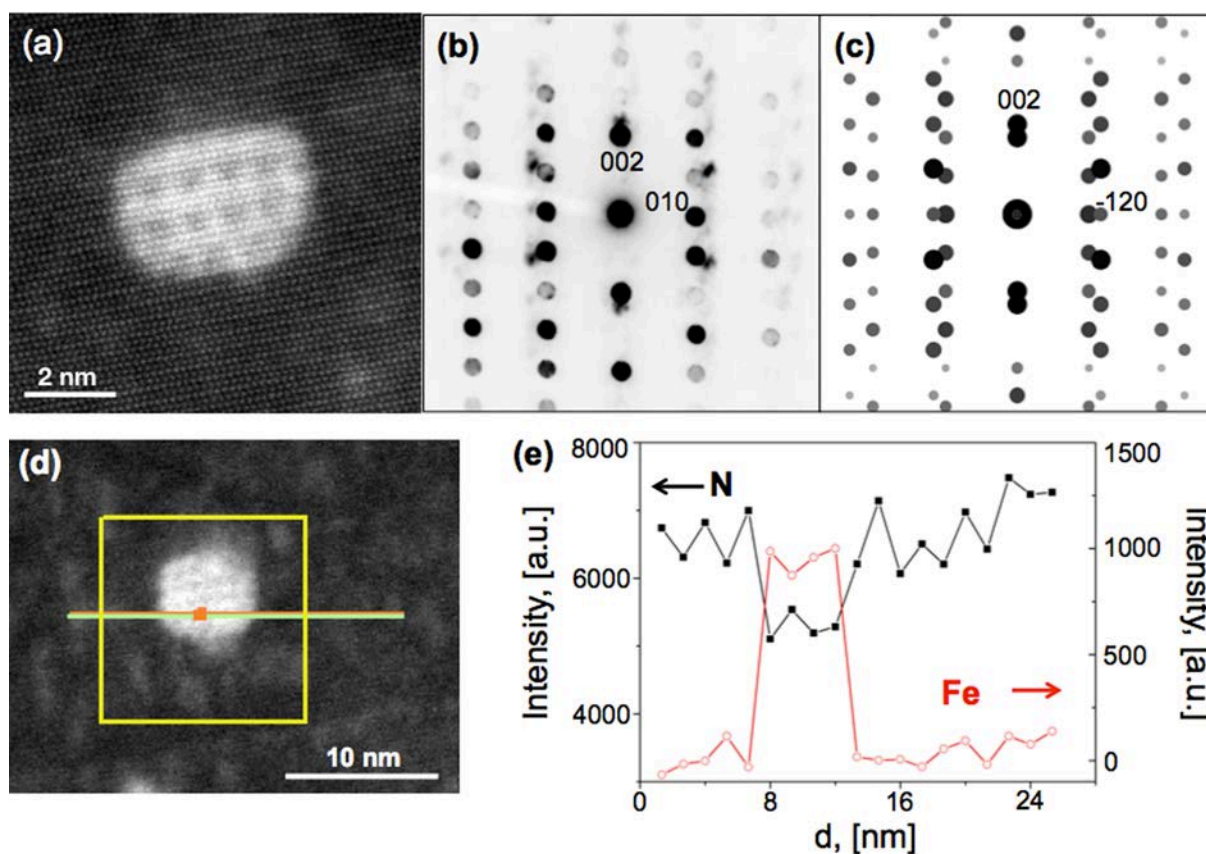 (a)
2 nm
(b)
002
010
(c)
002
-120
(d)
10 nm
(e)
8000
6000
4000
Intensity, [a.u.]
N
Fe
1500
1000
500
0
Intensity, [a.u.]
0 8 16 24
d, [nm]